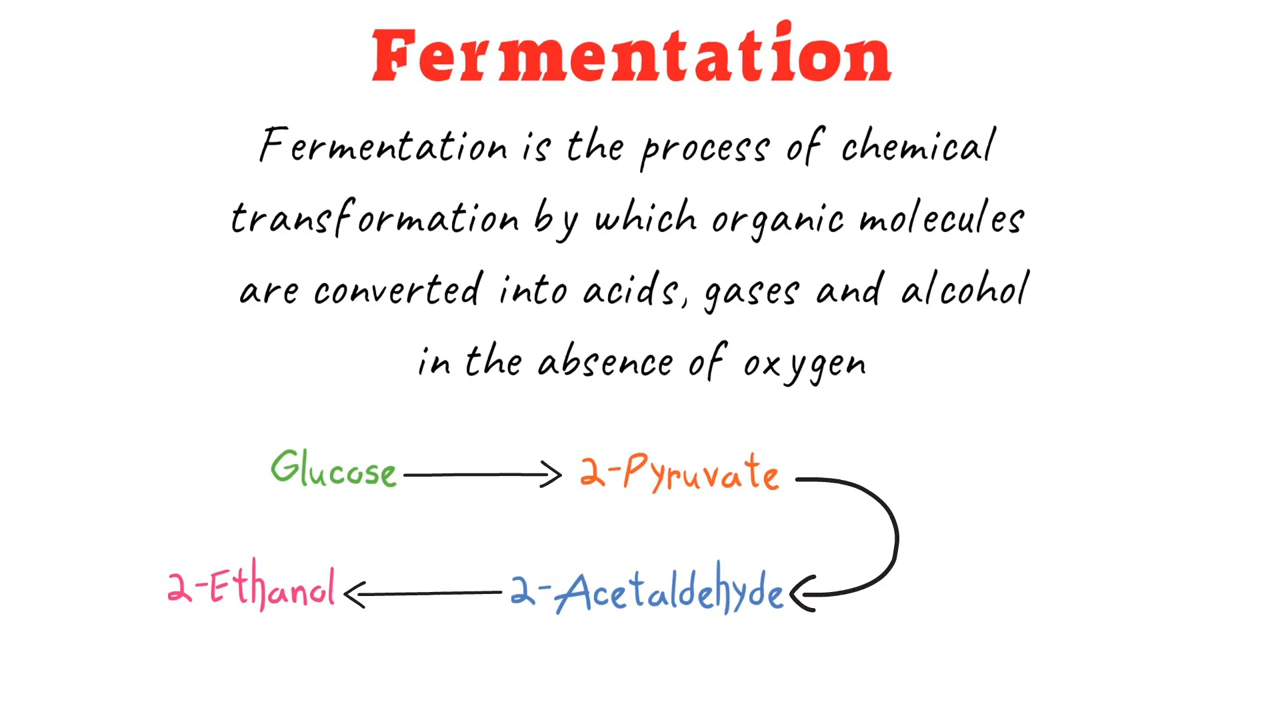 Fermentation
Fermentation is the process of chemical
transformation by which organic molecules
are converted into acids, gases and alcohol
in the absence of oxygen
Glucose 2-Pyruvate
2-Ethanol 2-Acetaldehyde